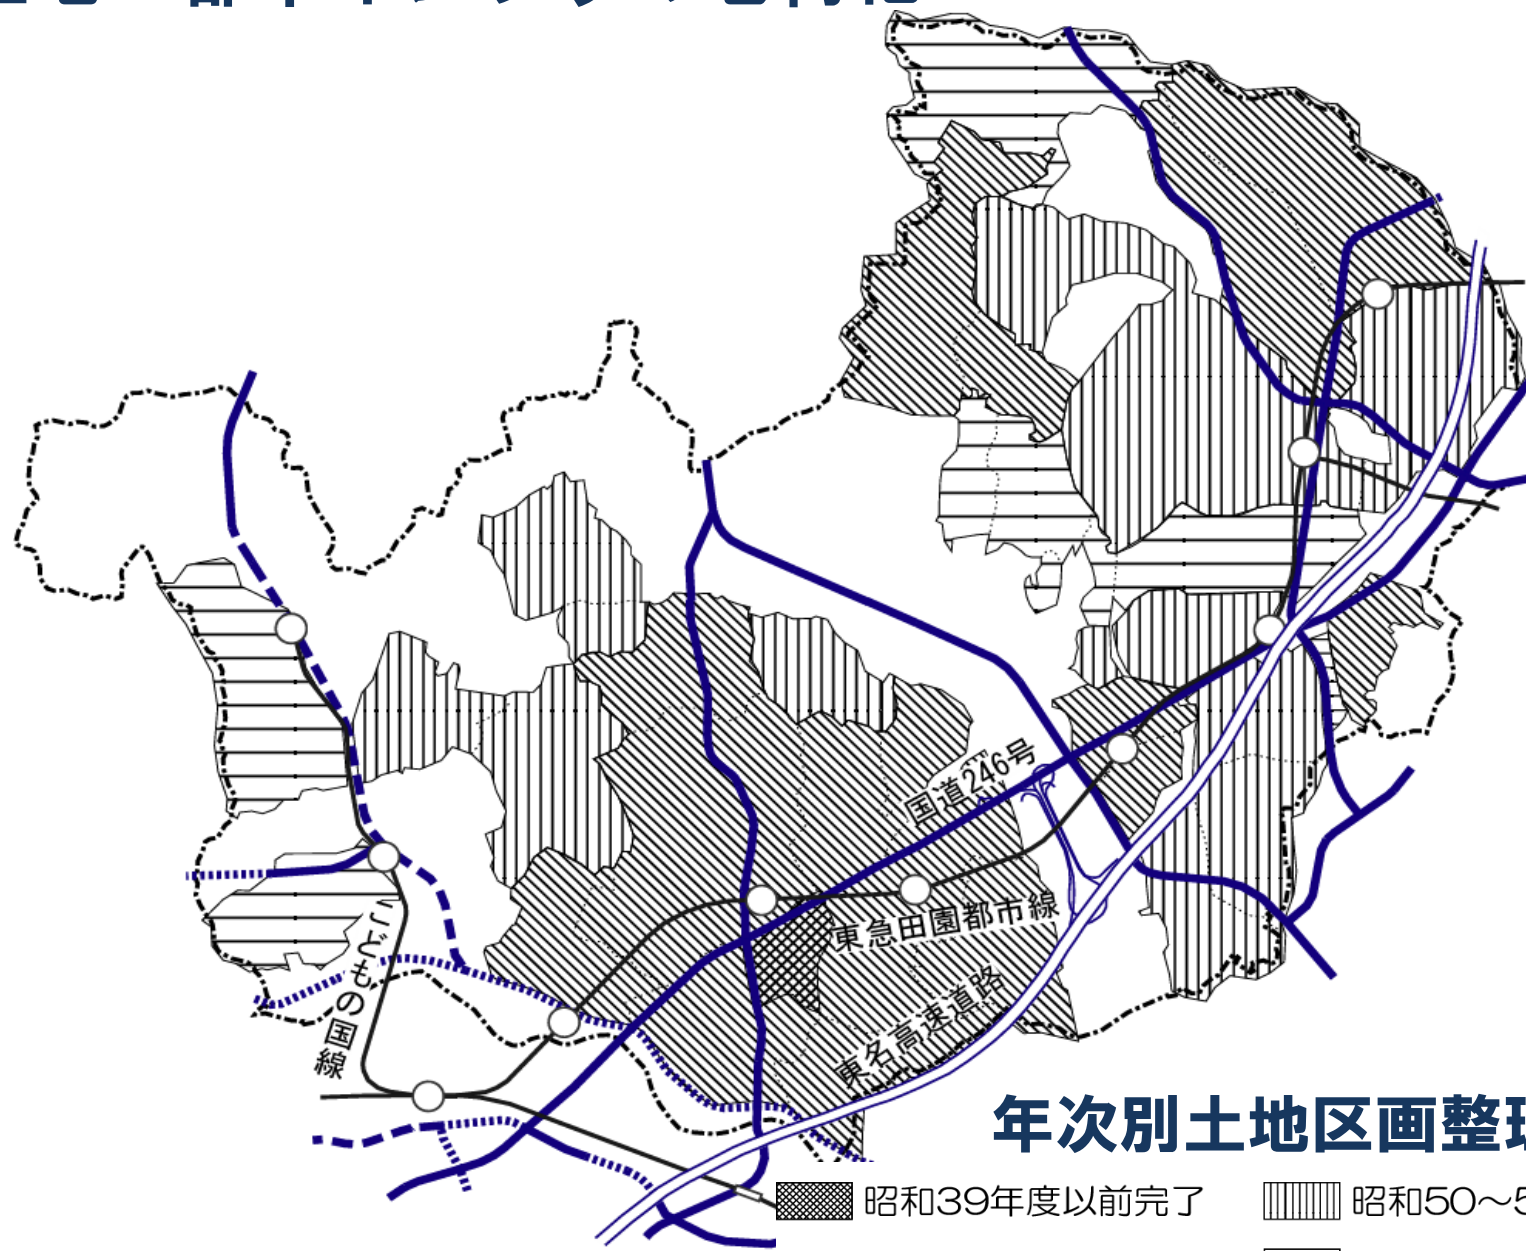 国道246号
東急田園都市線
東名高速道路
こどもの国線
年次別土地区画整理
昭和39年度以前完了
昭和50～5